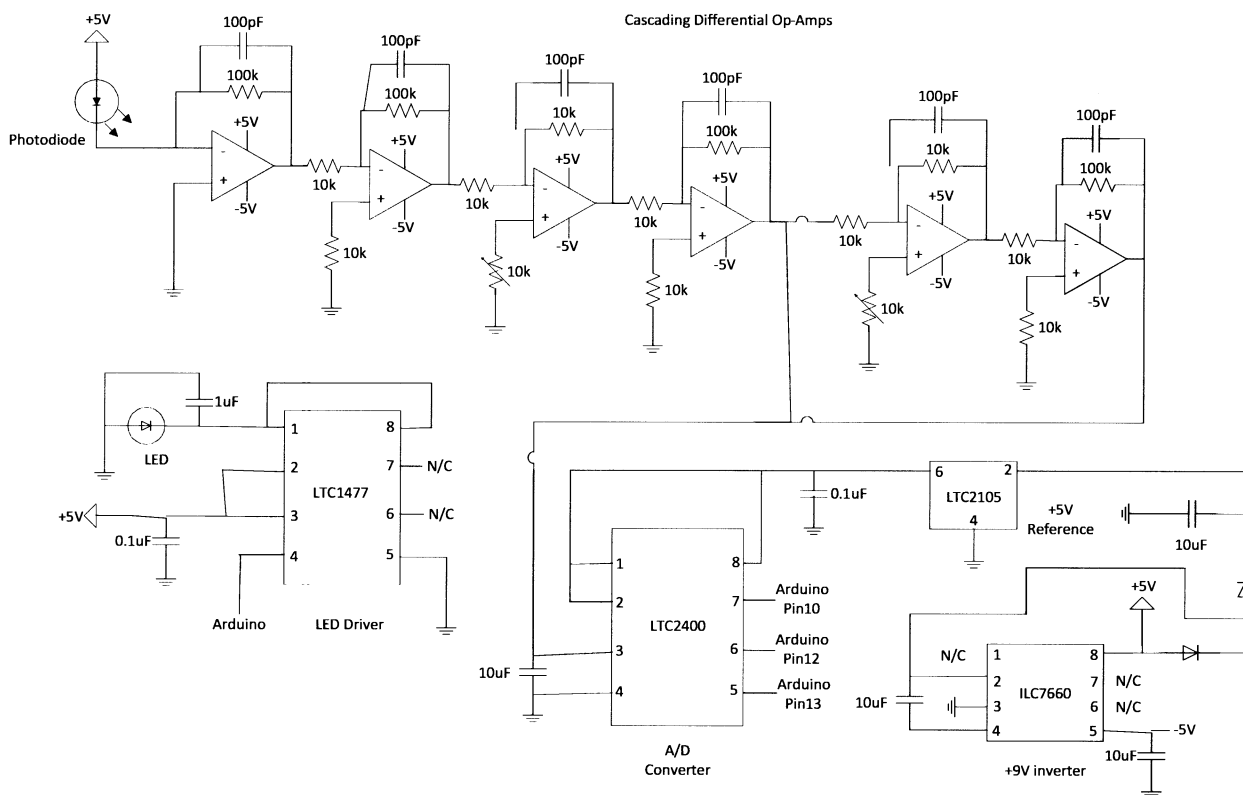 Cascading Differential Op-Amps
+5V
Photodiode
100pF
100k
+5V
-
+
-5V
10k
100pF
100k
+5V
-
+
-5V
10k
10k
100pF
10k
+5V
-
+
-5V
10k
10k
100pF
100k
+5V
-
+
-5V
10k
10k
100pF
10k
+5V
-
+
-5V
10k
10k
100pF
100k
+5V
-
+
-5V
10k
1uF
LED
+5V
0.1uF
Arduino
1
2
3
4
LTC1477
8
7
6
5
N/C
N/C
LED Driver
0.1uF
6
2
LTC2105
4
+5V
Reference
10uF
1
2
3
4
LTC2400
8
7
6
5
Arduino
Pin10
Arduino
Pin12
Arduino
Pin13
10uF
A/D
Converter
+5V
N/C
1
2
3
4
ILC7660
8
7
6
5
N/C
N/C
-5V
10uF
10uF
+9V inverter